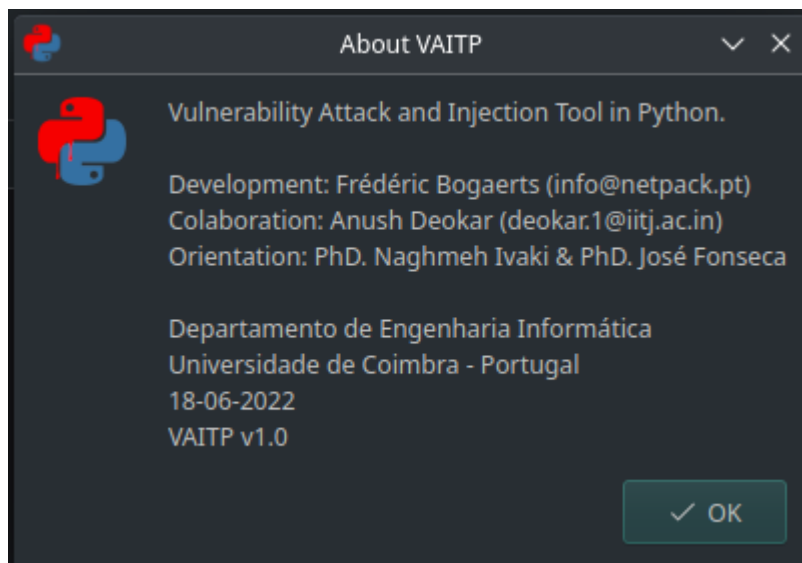 About VAITP
Vulnerability Attack and Injection Tool in Python.
Development: Frédéric Bogaerts (info@netpack.pt)
Colaboration: Anush Deokar (deokar.1@iitj.ac.in)
Orientation: PhD. Naghmeh Ivaki & PhD. José Fonseca
Departamento de Engenharia Informática
Universidade de Coimbra - Portugal
18-06-2022
VAITP v1.0
OK